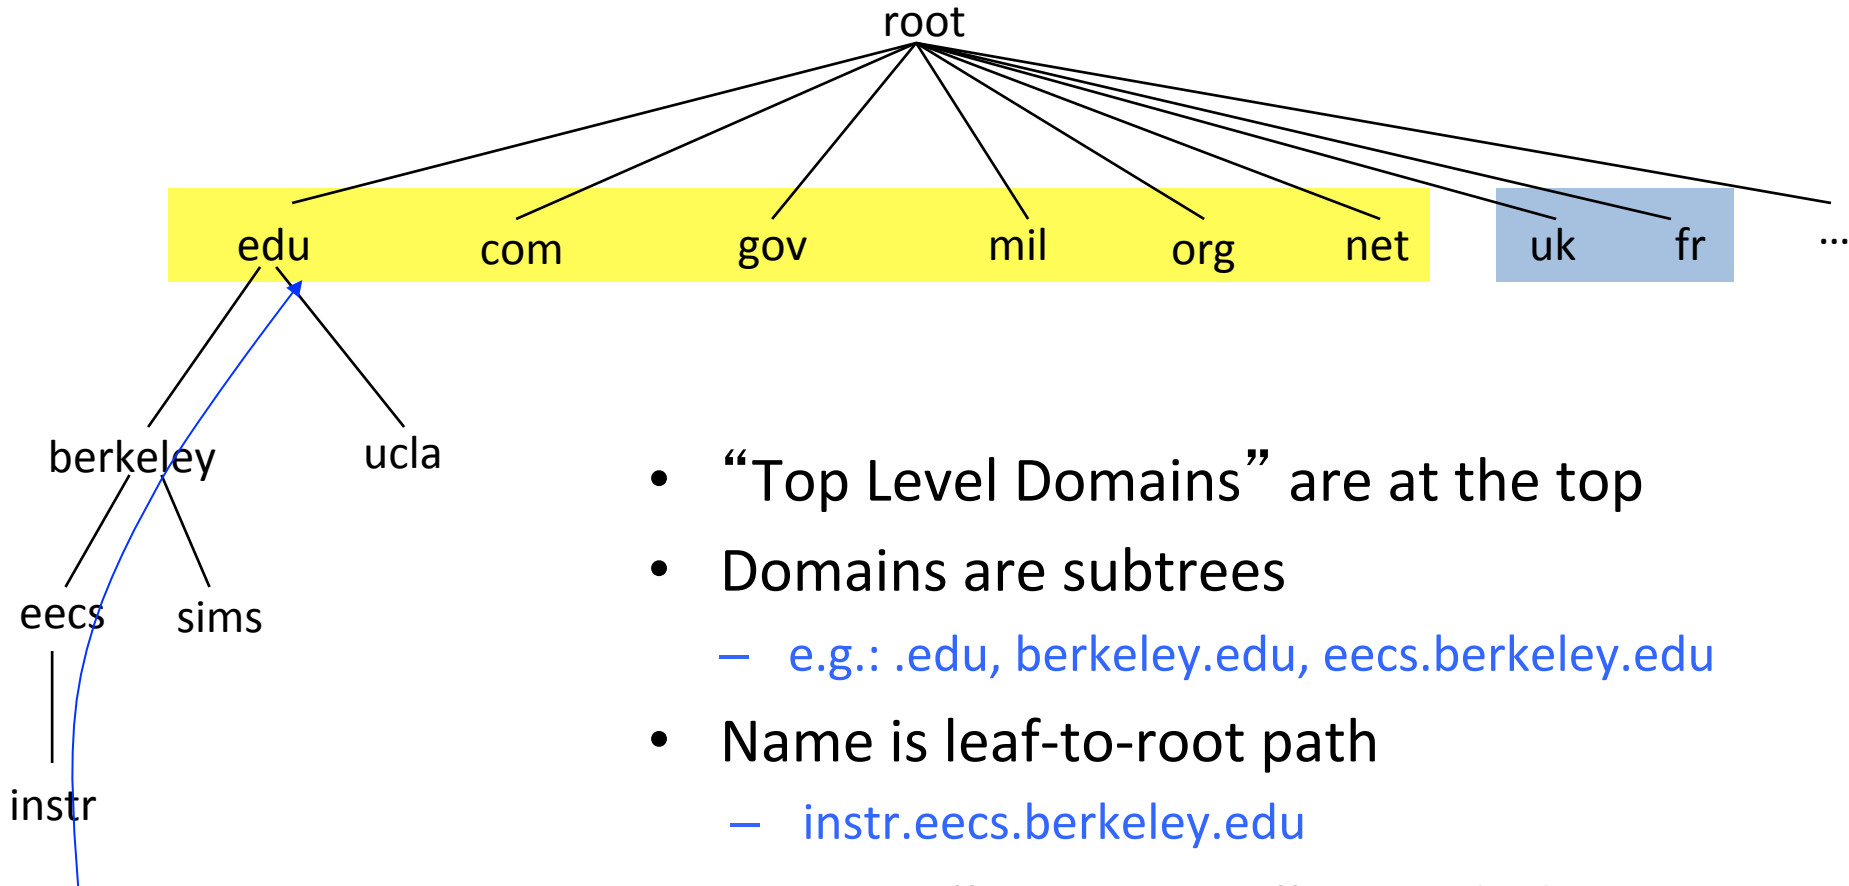 root
edu com gov mil org net uk fr ...
berkeley ucla
eecs sims
instr
• “Top Level Domains” are at the top
• Domains are subtrees
– e.g.: .edu, berkeley.edu, eecs.berkeley.edu
• Name is leaf-to-root path
– instr.eecs.berkeley.edu